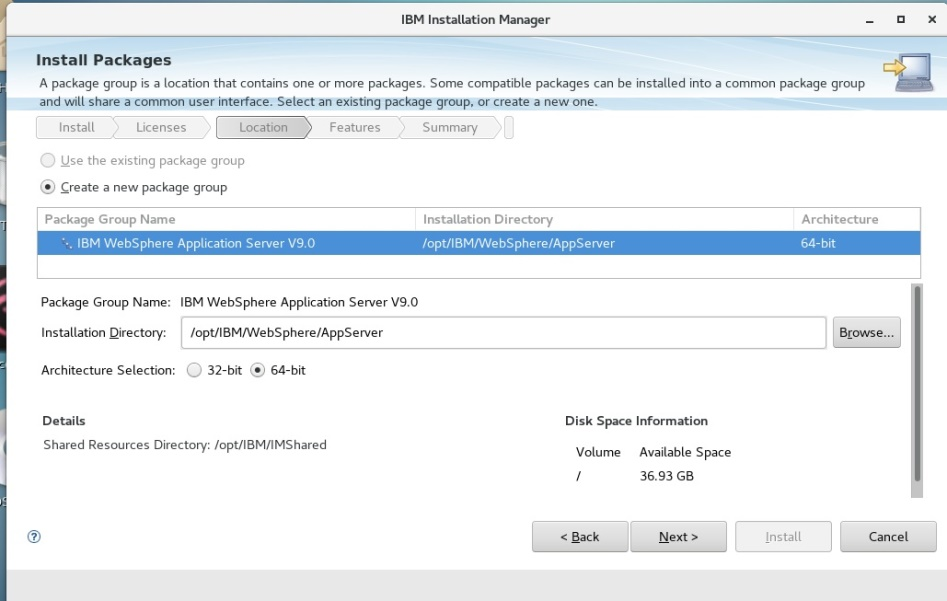 IBM Installation Manager
Install Packages
A package group is a location that contains one or more packages. Some compatible packages can be installed into a common package group
and will share a common user interface. Select an existing package group, or create a new one.
Install Licenses Location Features Summary
Use the existing package group
Create a new package group
Package Group Name Installation Directory Architecture
IBM WebSphere Application Server V9.0 /opt/IBM/WebSphere/AppServer 64-bit
Package Group Name: IBM WebSphere Application Server V9.0
Installation Directory: /opt/IBM/WebSphere/AppServer Browse...
Architecture Selection: 32-bit 64-bit
Details Disk Space Information
Shared Resources Directory: /opt/IBM/IMShared
Volume Available Space
/ 36.93 GB
? < Back Next > Install Cancel